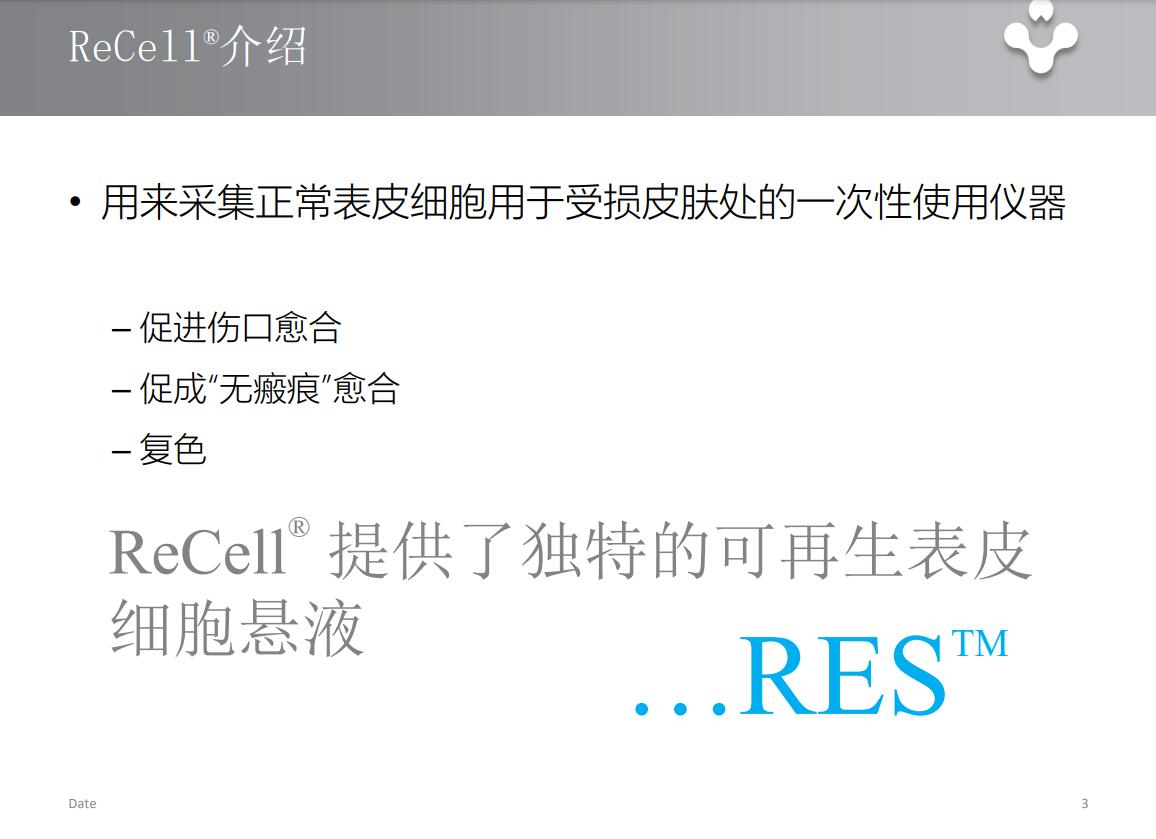 ReCell®介绍
• 用来采集正常表皮细胞用于受损皮肤处的一次性使用仪器
– 促进伤口愈合
– 促成“无瘢痕”愈合
– 复色
ReCell® 提供了独特的可再生表皮
细胞悬液
...RES™
Date
3